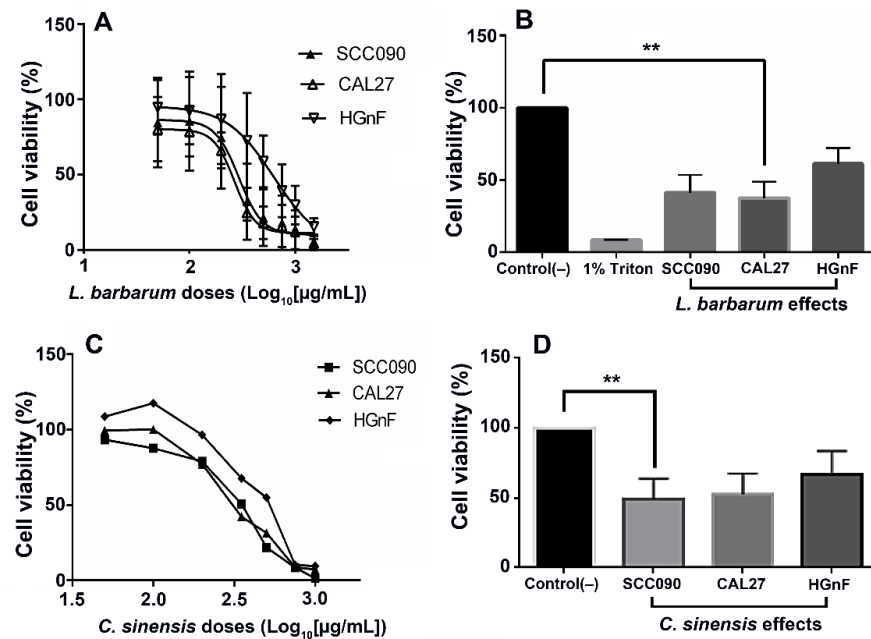 A
150
100
50
0
Cell viability (%)
SCC090
CAL27
HGnF
1 2 3
L. barbarum doses (Log10[µg/mL])
B
150
100
50
0
Cell viability (%)
**
Control(–) 1% Triton SCC090 CAL27 HGnF
L. barbarum effects
C
150
100
50
0
Cell viability (%)
SCC090
CAL27
HGnF
1.5 2.0 2.5 3.0
C. sinensis doses (Log10[µg/mL])
D
150
100
50
0
Cell viability (%)
**
Control(–) SCC090 CAL27 HGnF
C. sinensis effects